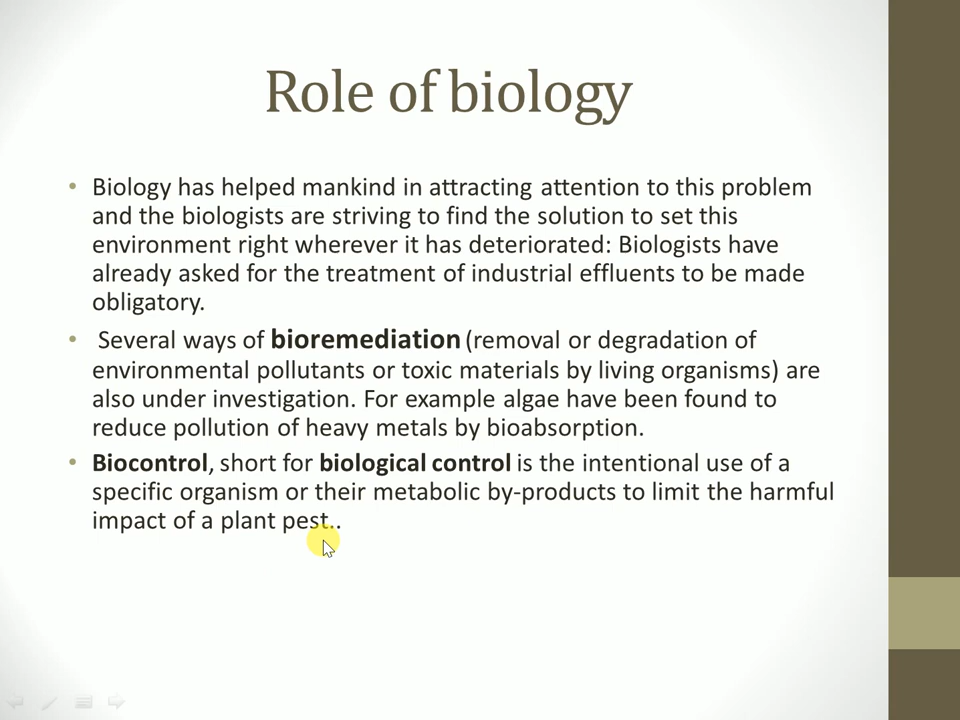 Role of biology
• Biology has helped mankind in attracting attention to this problem
and the biologists are striving to find the solution to set this
environment right wherever it has deteriorated: Biologists have
already asked for the treatment of industrial effluents to be made
obligatory.
• Several ways of bioremediation (removal or degradation of
environmental pollutants or toxic materials by living organisms) are
also under investigation. For example algae have been found to
reduce pollution of heavy metals by bioabsorption.
• Biocontrol, short for biological control is the intentional use of a
specific organism or their metabolic by-products to limit the harmful
impact of a plant pest..